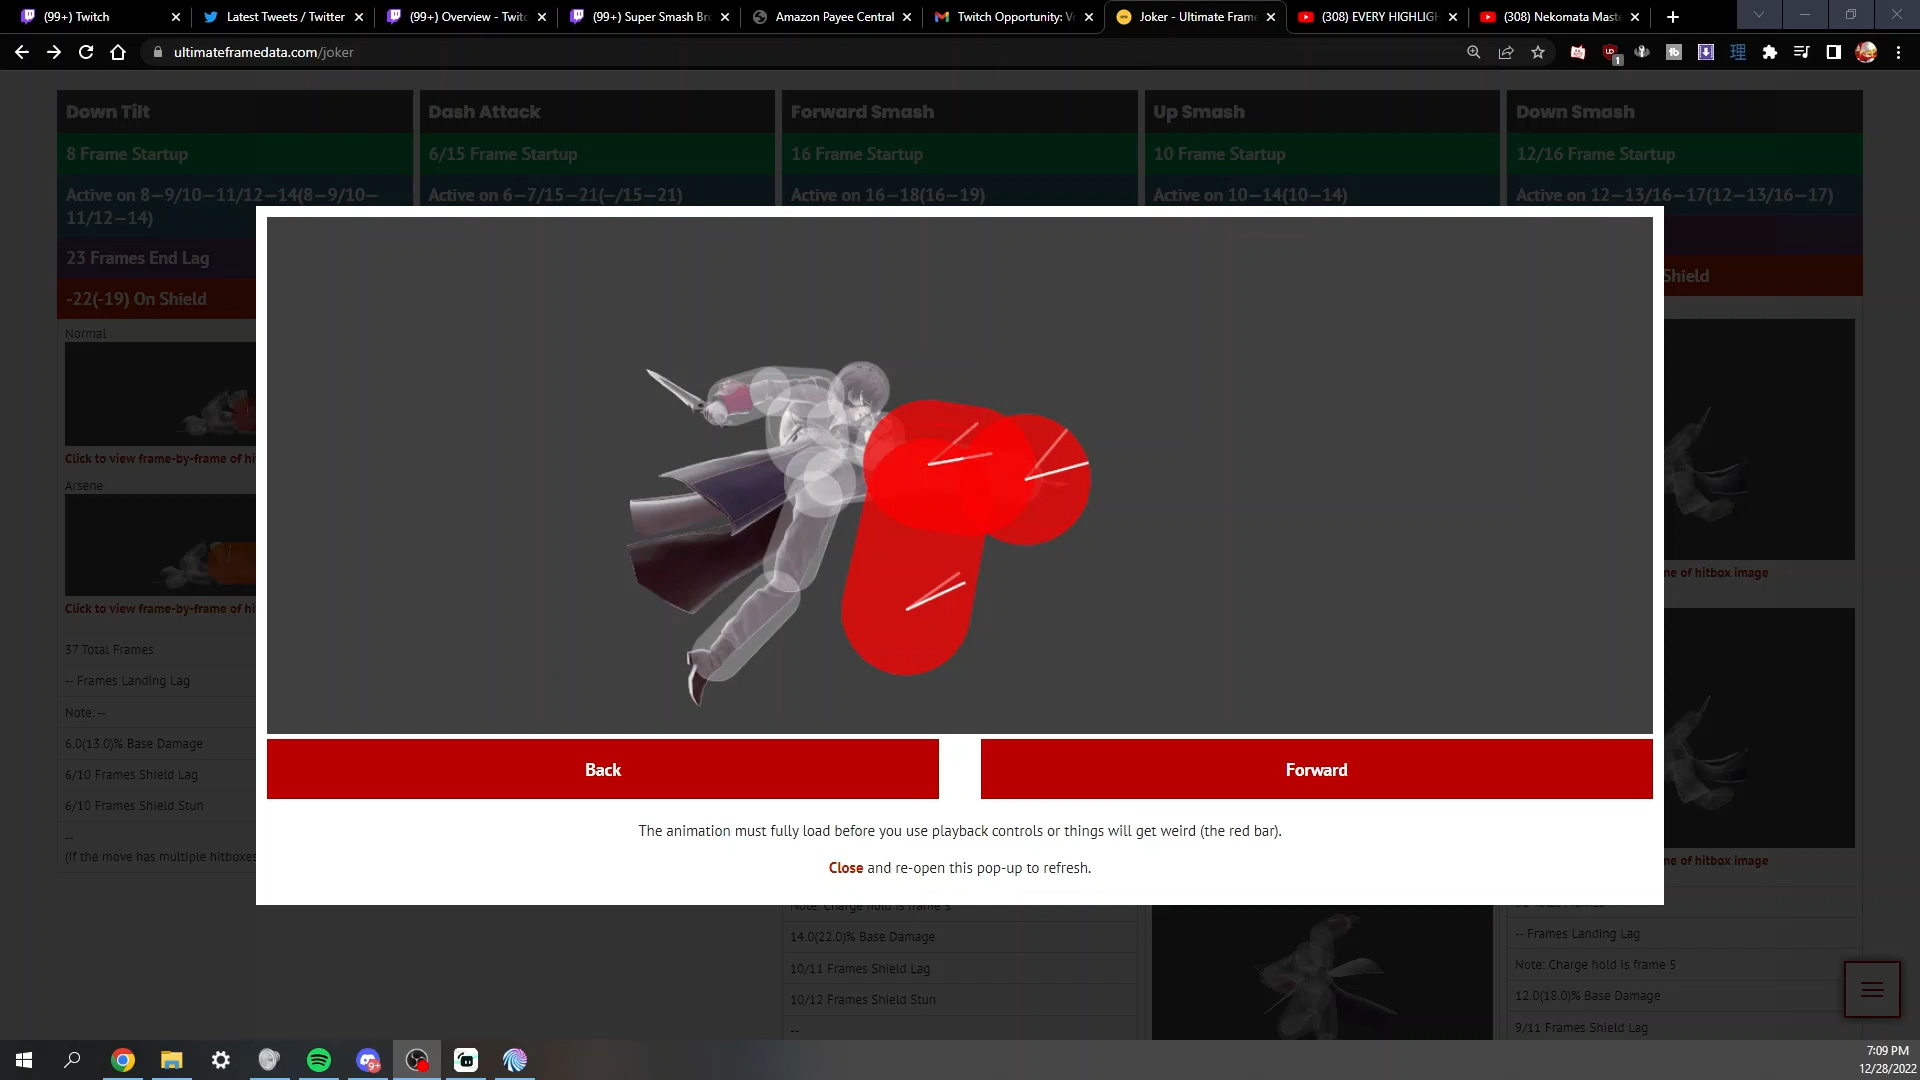 (99+) Twitch
Latest Tweets / Twitter
(99+) Overview - Twitc
(99+) Super Smash Bro
Amazon Payee Central
Twitch Opportunity: Vo
Joker - Ultimate Frame
(308) EVERY HIGHLIGH
(308) Nekomata Maste
ultimateframedata.com/joker
Down Tilt
Dash Attack
Forward Smash
Up Smash
Down Smash
8 Frame Startup
6/15 Frame Startup
16 Frame Startup
10 Frame Startup
12/16 Frame Startup
Active on 8—9/10—11/12—14(8—9/10—
11/12—14)
Active on 6—7/15—21(—/15—21)
Active on 16—18(16—19)
Active on 10—14(10—14)
Active on 12—13/16—17(12—13/16—17)
23 Frames End Lag
-22(-19) On Shield
Shield
Normal
Click to view frame-by-frame of hi
Arsene
Click to view frame-by-frame of hi
ne of hitbox image
ne of hitbox image
37 Total Frames
-- Frames Landing Lag
Note: --
6.0(13.0)% Base Damage
6/10 Frames Shield Lag
6/10 Frames Shield Stun
--
(If the move has multiple hitboxes
Back
Forward
The animation must fully load before you use playback controls or things will get weird (the red bar).
Close and re-open this pop-up to refresh.
Note: Charge hold is frame 5
14.0(22.0)% Base Damage
10/11 Frames Shield Lag
10/12 Frames Shield Stun
--
-- Frames Landing Lag
Note: Charge hold is frame 5
12.0(18.0)% Base Damage
9/11 Frames Shield Lag
7:09 PM
12/28/2022